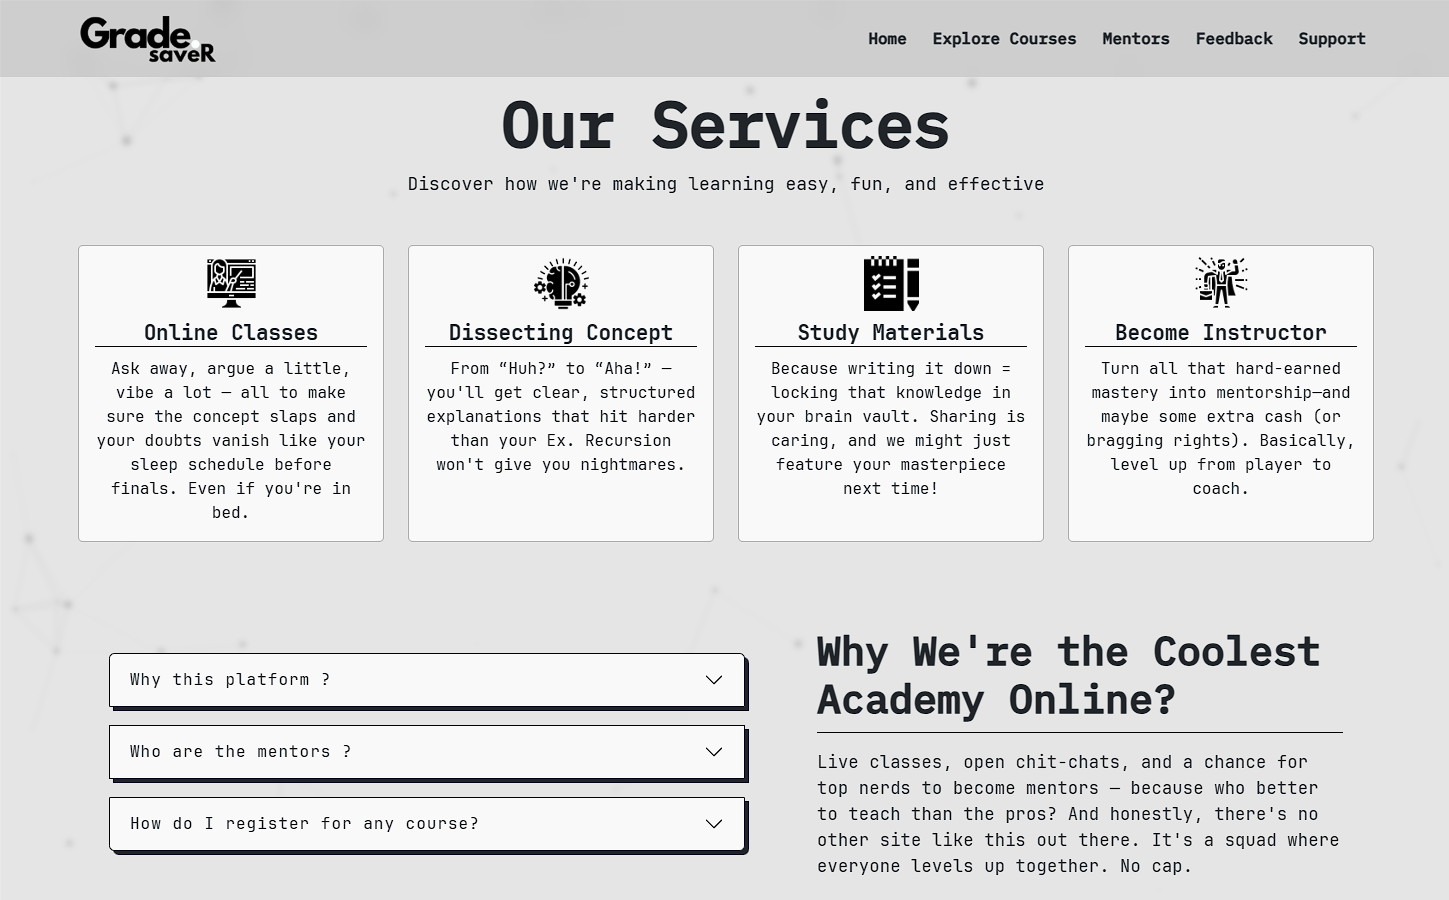 Grade
saveR
Home Explore Courses Mentors Feedback Support
Our Services
Discover how we're making learning easy, fun, and effective
Online Classes
Ask away, argue a little,
vibe a lot — all to make
sure the concept slaps and
your doubts vanish like your
sleep schedule before
finals. Even if you're in
bed.
Dissecting Concept
From “Huh?” to “Aha!” —
you'll get clear, structured
explanations that hit harder
than your Ex. Recursion
won't give you nightmares.
Study Materials
Because writing it down =
locking that knowledge in
your brain vault. Sharing is
caring, and we might just
feature your masterpiece
next time!
Become Instructor
Turn all that hard-earned
mastery into mentorship—and
maybe some extra cash (or
bragging rights). Basically,
level up from player to
coach.
Why this platform ?
Who are the mentors ?
How do I register for any course?
Why We're the Coolest
Academy Online?
Live classes, open chit-chats, and a chance for
top nerds to become mentors — because who better
to teach than the pros? And honestly, there's no
other site like this out there. It's a squad where
everyone levels up together. No cap.